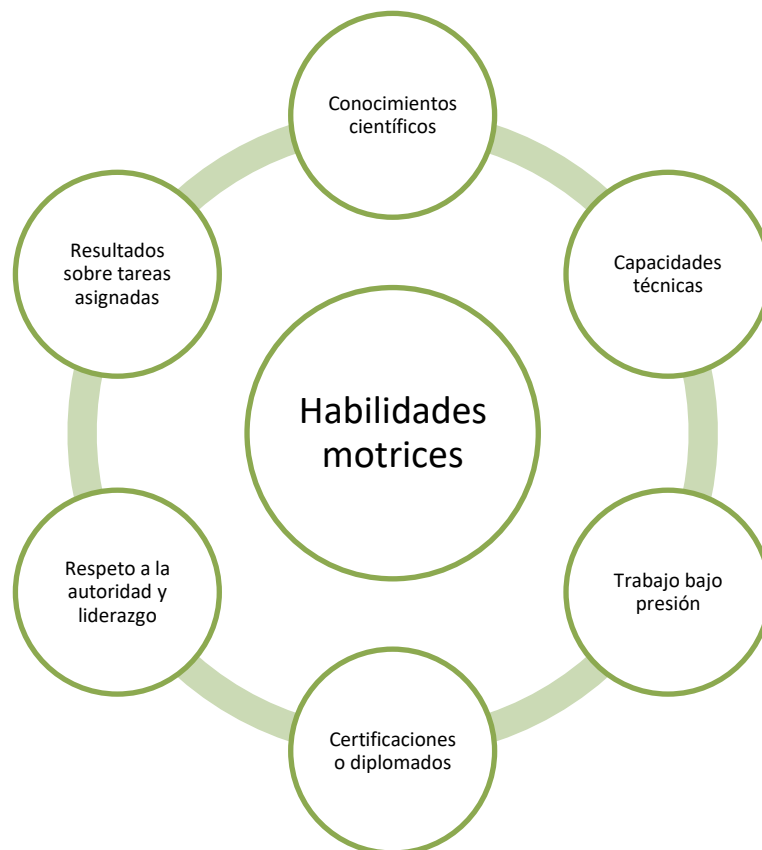 Conocimientos
científicos
Capacidades
técnicas
Trabajo bajo
presión
Certificaciones
o diplomados
Respeto a la
autoridad y
liderazgo
Resultados
sobre tareas
asignadas
Habilidades
motrices